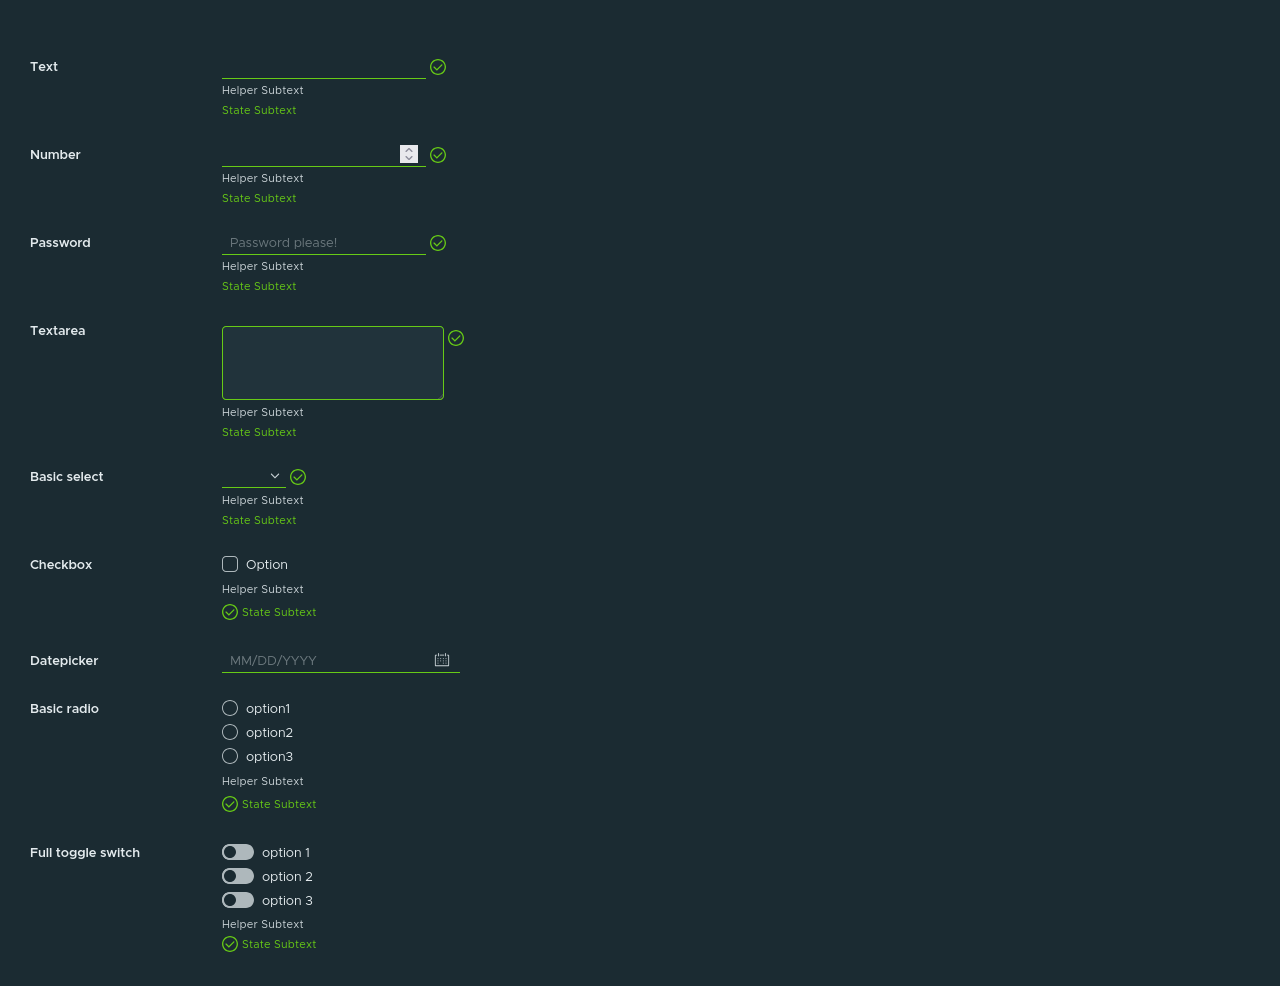 Text
Helper Subtext
State Subtext
Number
Helper Subtext
State Subtext
Password
Password please!
Helper Subtext
State Subtext
Textarea
Helper Subtext
State Subtext
Basic select
Helper Subtext
State Subtext
Checkbox
Option
Helper Subtext
State Subtext
Datepicker
MM/DD/YYYY
Basic radio
option1
option2
option3
Helper Subtext
State Subtext
Full toggle switch
option 1
option 2
option 3
Helper Subtext
State Subtext